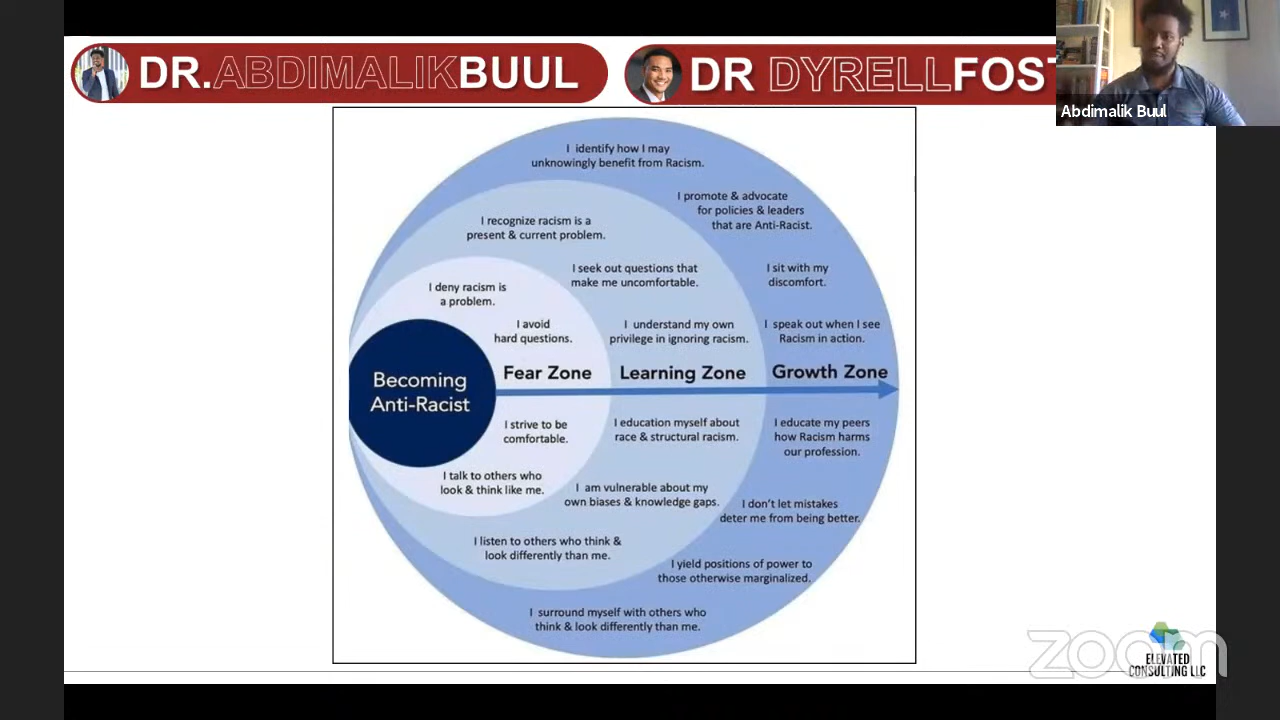 DR.ABDIMALIKBUUL
DR DYRELLFOST
Abdimalik Buul
I identify how I may
unknowingly benefit from Racism.
I promote & advocate
for policies & leaders
that are Anti-Racist.
I recognize racism is a
present & current problem.
I seek out questions that
make me uncomfortable.
I sit with my
discomfort.
I deny racism is
a problem.
I avoid
hard questions.
I understand my own
privilege in ignoring racism.
I speak out when I see
Racism in action.
Becoming
Anti-Racist
Fear Zone
Learning Zone
Growth Zone
I strive to be
comfortable.
I education myself about
race & structural racism.
I educate my peers
how Racism harms
our profession.
I talk to others who
look & think like me.
I am vulnerable about my
own biases & knowledge gaps.
I don't let mistakes
deter me from being better.
I listen to others who think &
look differently than me.
I yield positions of power to
those otherwise marginalized.
I surround myself with others who
think & look differently than me.
zoom
ELEVATED
CONSULTING LLC